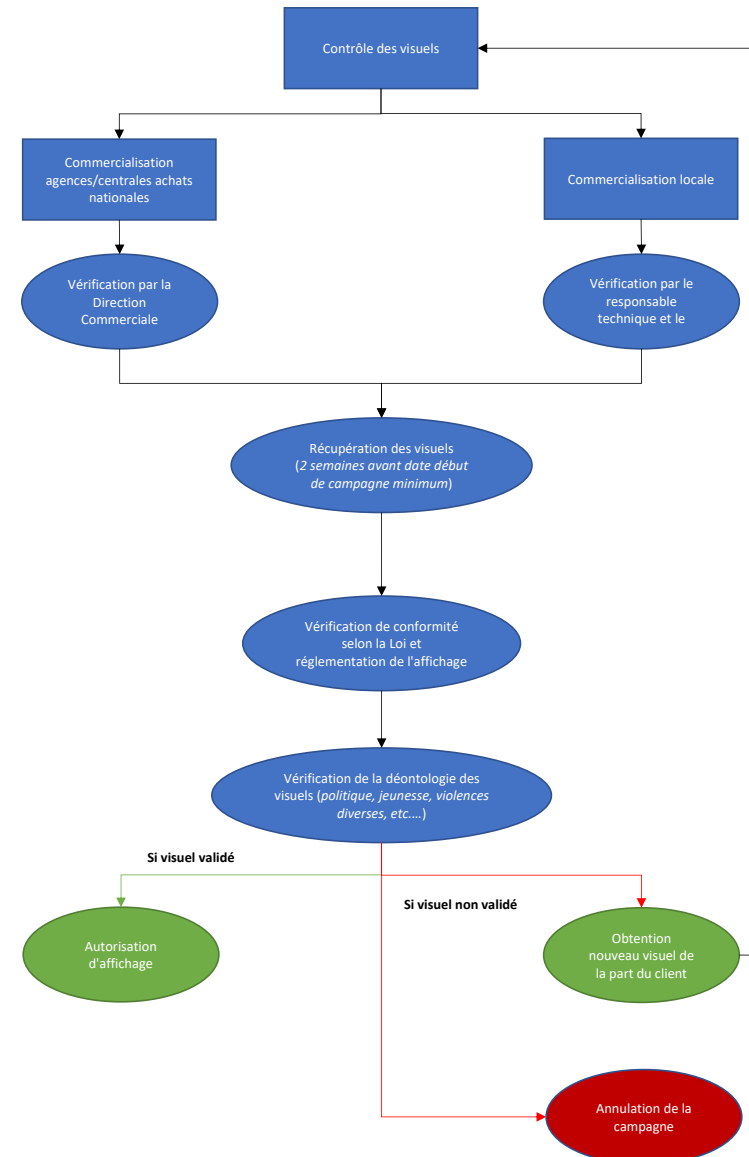 Contrôle des visuels
Commercialisation
agences/centrales achats
nationales
Commercialisation locale
Vérification par la
Direction
Commerciale
Vérification par le
responsable
technique et le
Récupération des visuels
(2 semaines avant date début
de campagne minimum)
Vérification de conformité
selon la Loi et
réglementation de l'affichage
Vérification de la déontologie des
visuels (politique, jeunesse, violences
diverses, etc.…)
Si visuel validé
Si visuel non validé
Autorisation
d'affichage
Obtention
nouveau visuel de
la part du client
Annulation de la
campagne